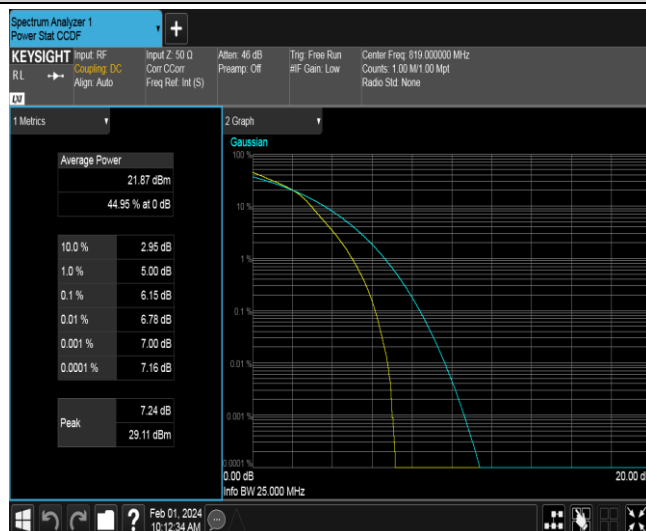 Spectrum Analyzer 1
Power Stat CCDF
+
KEYSIGHT Input: RF Input Z: 50 Ω Atten: 46 dB Trig: Free Run Center Freq: 819.000000 MHz
RL Coupling: DC Corr CCorr Preamp: Off #IF Gain: Low Counts: 1.00 M/1.00 Mpt
Align: Auto Freq Ref: Int (S) Radio Std: None
LXI
1 Metrics
2 Graph
Average Power
21.87 dBm
44.95 % at 0 dB
10.0 % 2.95 dB
1.0 % 5.00 dB
0.1 % 6.15 dB
0.01 % 6.78 dB
0.001 % 7.00 dB
0.0001 % 7.16 dB
Peak 7.24 dB
29.11 dBm
Gaussian
100 %
10 %
1 %
0.1 %
0.01 %
0.001 %
0.0001 %
0.00 dB 20.00 d
Info BW 25.000 MHz
? Feb 01, 2024
10:12:34 AM